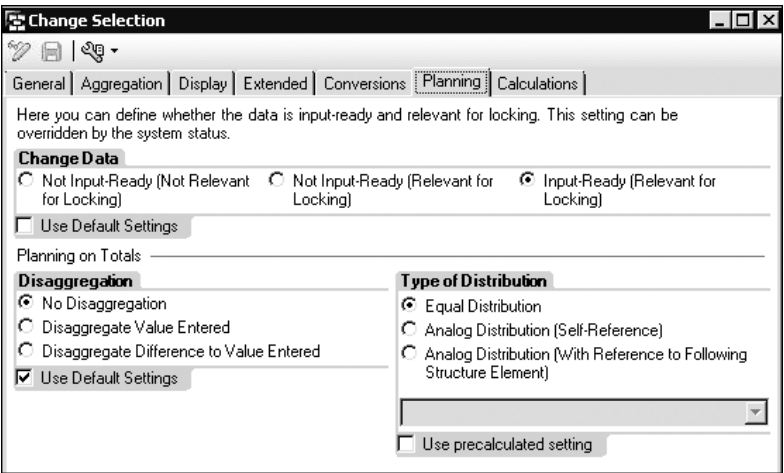 Change Selection
General Aggregation Display Extended Conversions Planning Calculations
Here you can define whether the data is input-ready and relevant for locking. This setting can be
overridden by the system status.
Change Data
Not Input-Ready (Not Relevant
for Locking)
Not Input-Ready (Relevant for
Locking)
Input-Ready (Relevant for
Locking)
Use Default Settings
Planning on Totals
Disaggregation
No Disaggregation
Disaggregate Value Entered
Disaggregate Difference to Value Entered
Use Default Settings
Type of Distribution
Equal Distribution
Analog Distribution (Self-Reference)
Analog Distribution (With Reference to Following
Structure Element)
Use precalculated setting